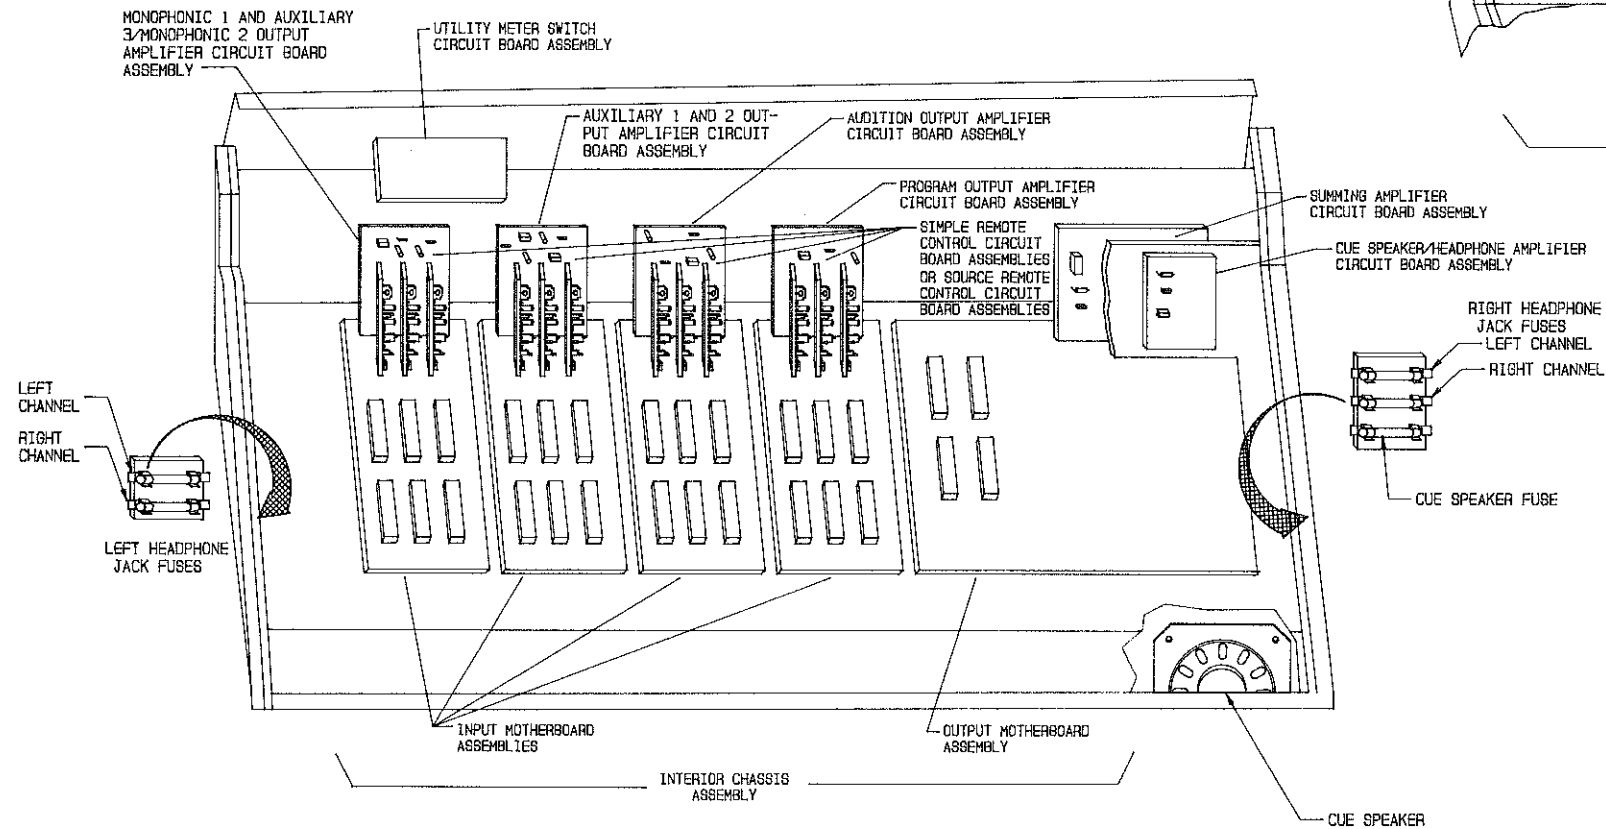 MONOPHONIC 1 AND AUXILIARY
3/MONOPHONIC 2 OUTPUT
AMPLIFIER CIRCUIT BOARD
ASSEMBLY
UTILITY METER SWITCH
CIRCUIT BOARD ASSEMBLY
AUXILIARY 1 AND 2 OUT-
PUT AMPLIFIER CIRCUIT
BOARD ASSEMBLY
AUDITION OUTPUT AMPLIFIER
CIRCUIT BOARD ASSEMBLY
PROGRAM OUTPUT AMPLIFIER
CIRCUIT BOARD ASSEMBLY
SIMPLE REMOTE
CONTROL CIRCUIT
BOARD ASSEMBLIES
OR SOURCE REMOTE
CONTROL CIRCUIT
BOARD ASSEMBLIES
SUMMING AMPLIFIER
CIRCUIT BOARD ASSEMBLY
CUE SPEAKER/HEADPHONE AMPLIFIER
CIRCUIT BOARD ASSEMBLY
RIGHT HEADPHONE
JACK FUSES
LEFT CHANNEL
RIGHT CHANNEL
CUE SPEAKER FUSE
LEFT
CHANNEL
RIGHT
CHANNEL
LEFT HEADPHONE
JACK FUSES
INPUT MOTHERBOARD
ASSEMBLIES
OUTPUT MOTHERBOARD
ASSEMBLY
INTERIOR CHASSIS
ASSEMBLY
CUE SPEAKER